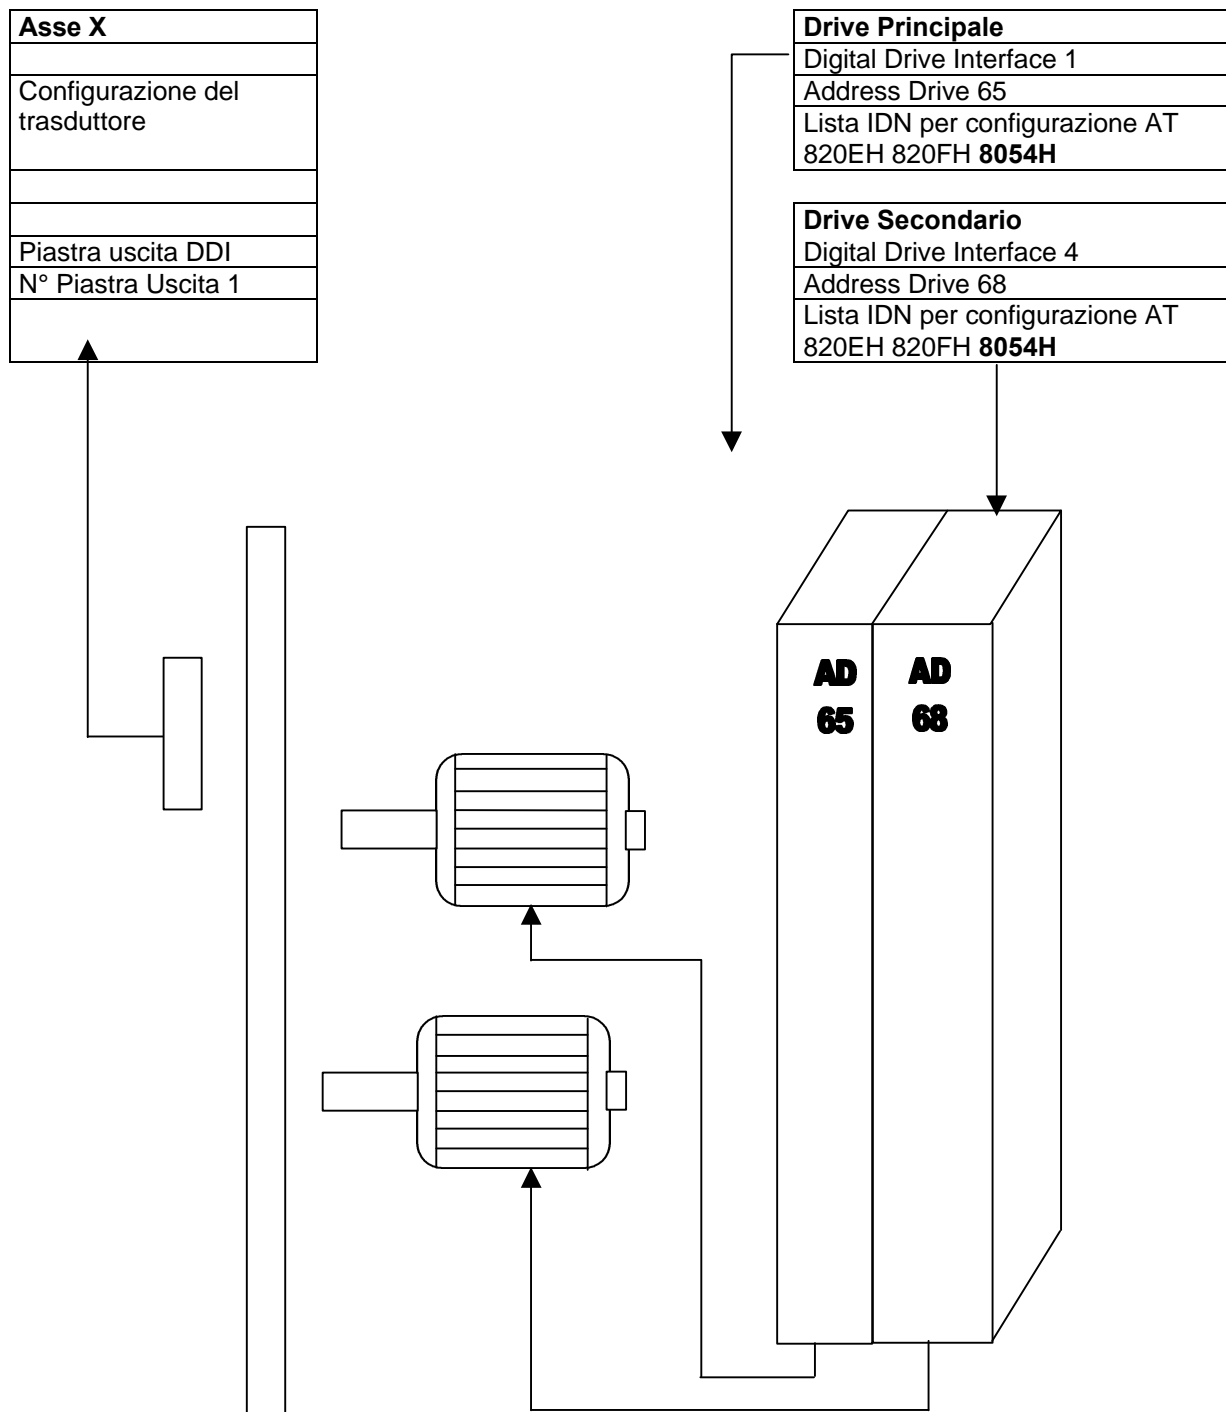 Asse X
Configurazione del
trasduttore
Piastra uscita DDI
N° Piastra Uscita 1
Drive Principale
Digital Drive Interface 1
Address Drive 65
Lista IDN per configurazione AT
820EH 820FH 8054H
Drive Secondario
Digital Drive Interface 4
Address Drive 68
Lista IDN per configurazione AT
820EH 820FH 8054H
AD
65
AD
68